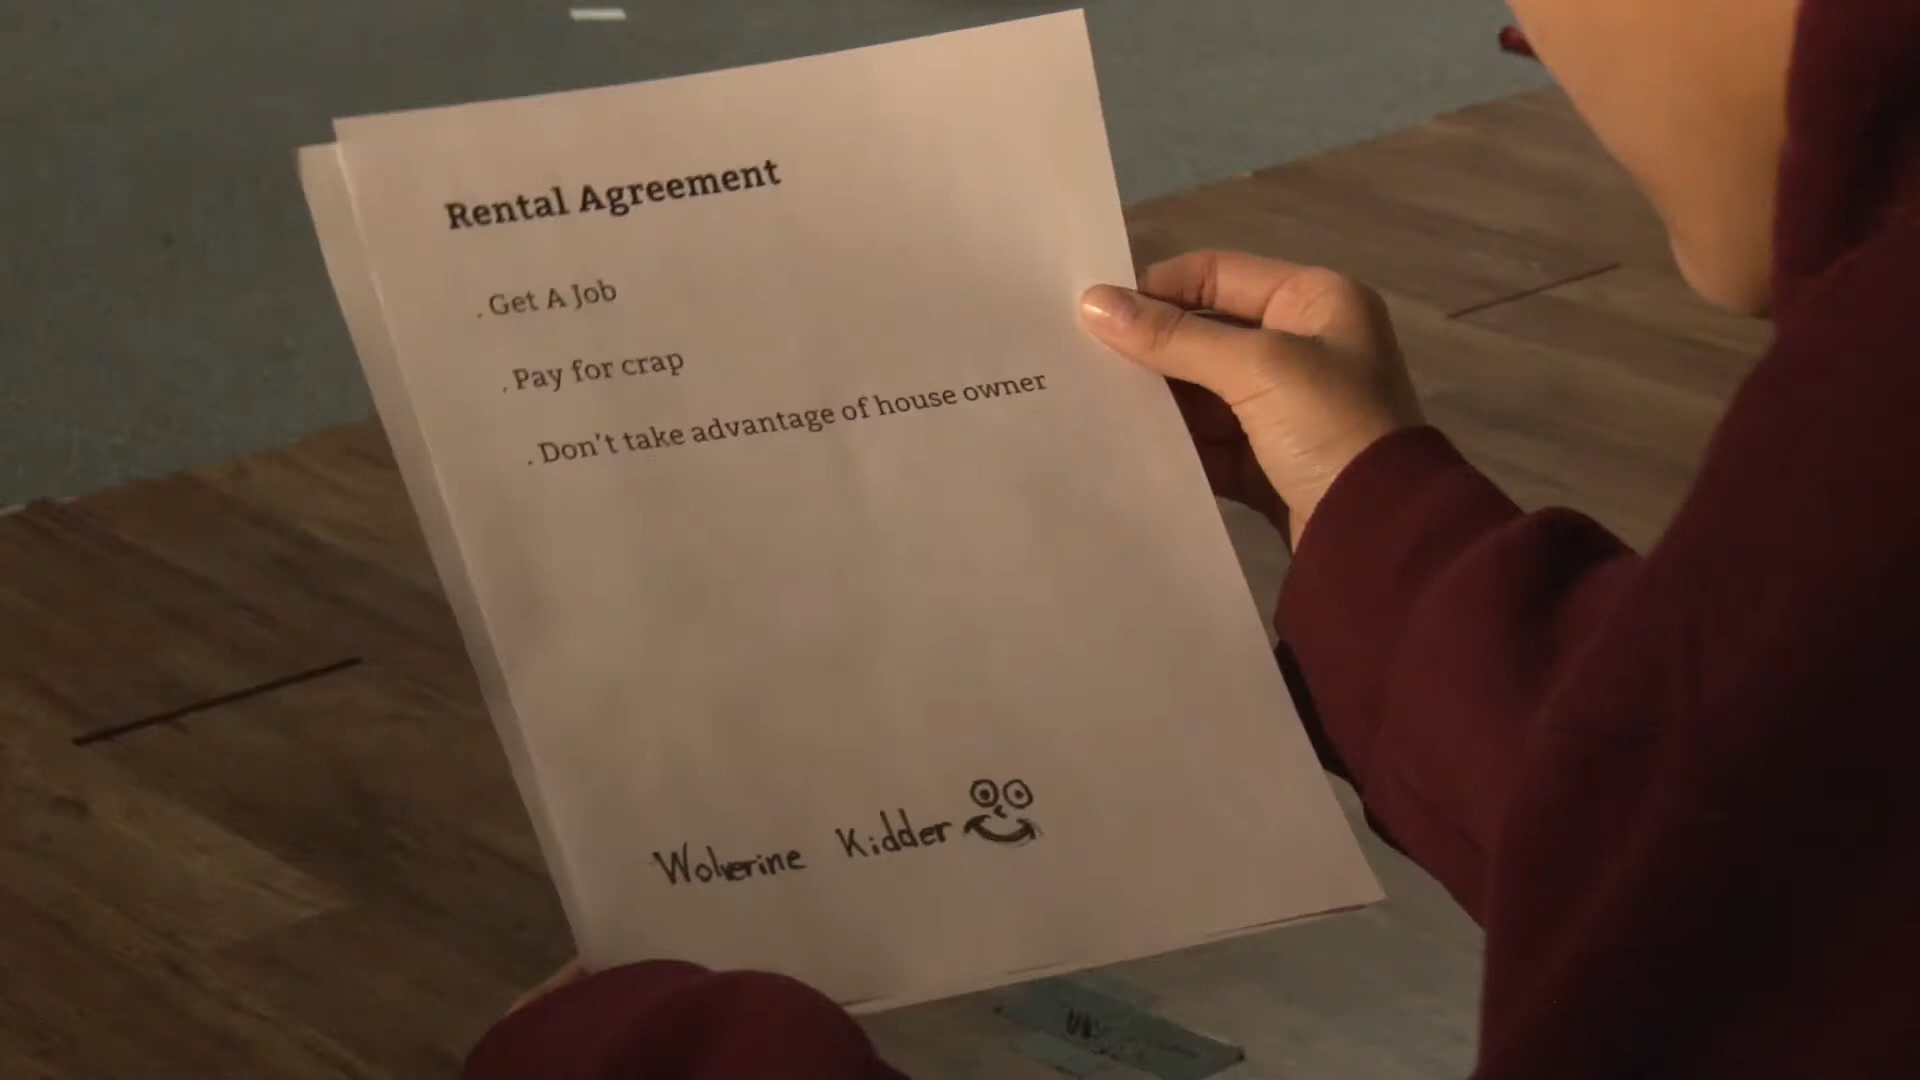 Rental Agreement
. Get A Job
. Pay for crap
. Don't take advantage of house owner
Wolverine Kidder